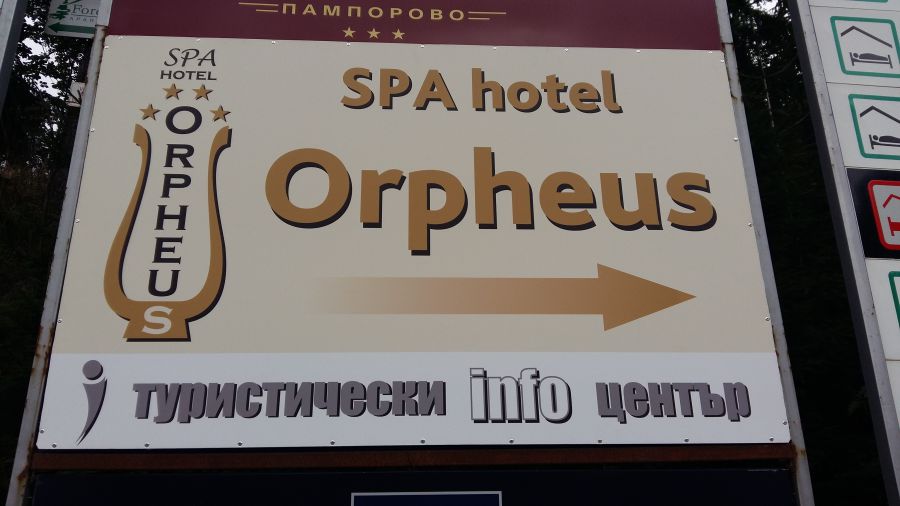 ПАМПОРОВО
SPA
HOTEL
ORPHEUS
SPA hotel
Orpheus
i туристически info център